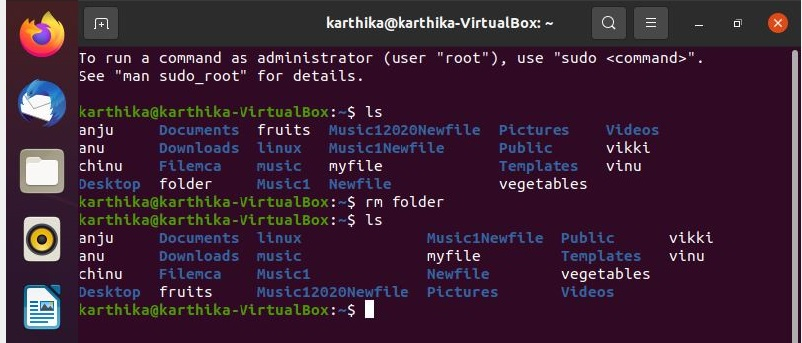 karthika@karthika-VirtualBox: ~
To run a command as administrator (user "root"), use "sudo <command>".
See "man sudo_root" for details.
karthika@karthika-VirtualBox:~$ ls
anju Documents fruits Music12020Newfile Pictures Videos
anu Downloads linux Music1Newfile Public vikki
chinu Filemca music myfile Templates vinu
Desktop folder Music1 Newfile vegetables
karthika@karthika-VirtualBox:~$ rm folder
karthika@karthika-VirtualBox:~$ ls
anju Documents linux Music1Newfile Public vikki
anu Downloads music myfile Templates vinu
chinu Filemca Music1 Newfile vegetables
Desktop fruits Music12020Newfile Pictures Videos
karthika@karthika-VirtualBox:~$